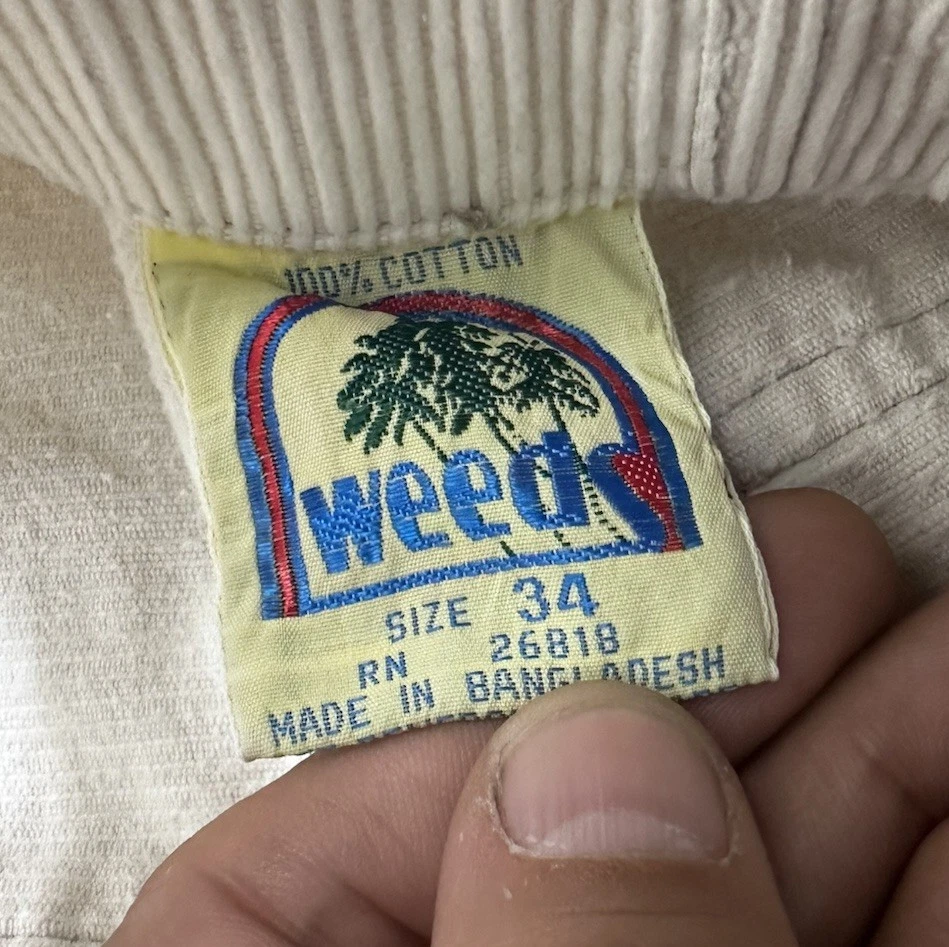 100% COTTON
weeds
SIZE 34
RN 26818
MADE IN BANGLADESH